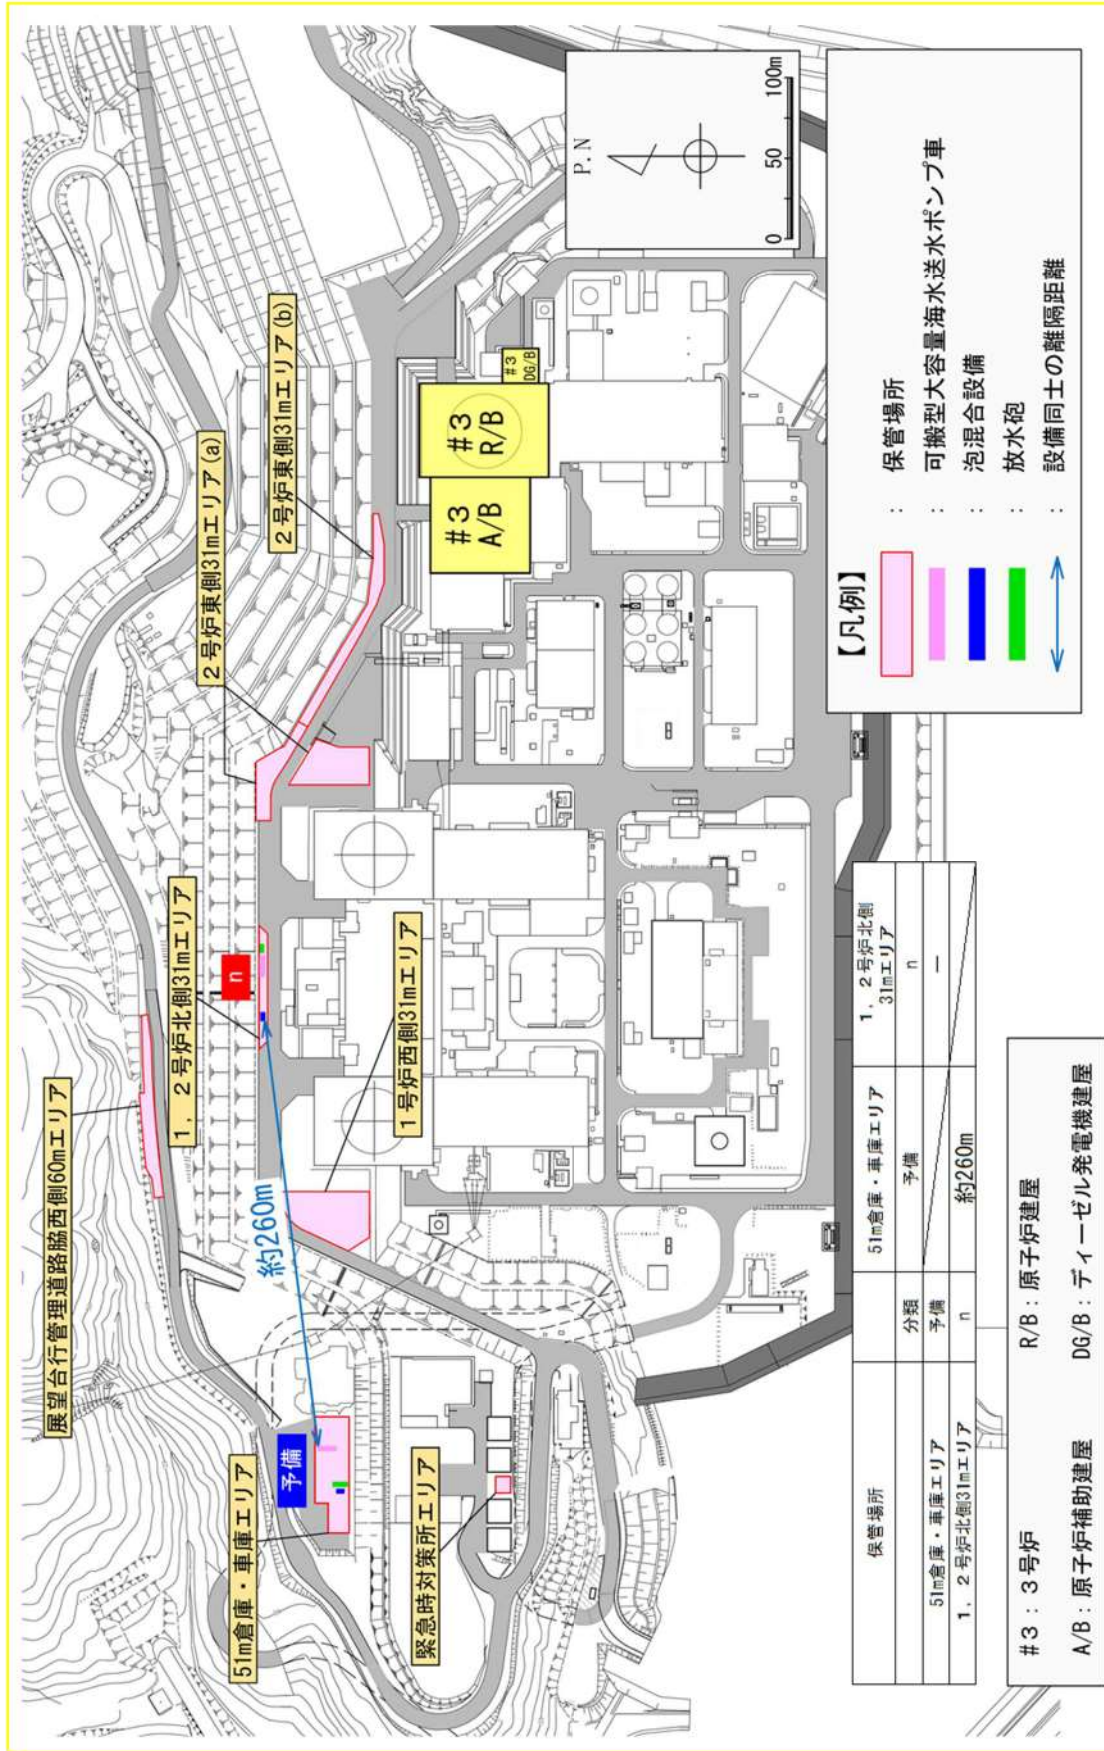 展望台行管理道路脇西側60mエリア
1，2号炉北側31mエリア
2号炉東側31mエリア(a)
2号炉東側31mエリア(b)
n
約260m
51m倉庫・車庫エリア
予備
1号炉西側31mエリア
緊急時対策所エリア
#3
A/B
#3
R/B
#3
DG/B
P.N
0 50 100m
【凡例】
： 保管場所
： 可搬型大容量海水送水ポンプ車
： 泡混合設備
： 放水砲
： 設備同士の離隔距離
保管場所 51m倉庫・車庫エリア 1，2号炉北側
31mエリア
分類 予備 n
51m倉庫・車庫エリア 予備 －
1，2号炉北側31mエリア n 約260m
#3：3号炉 R/B：原子炉建屋
A/B：原子炉補助建屋 DG/B：ディーゼル発電機建屋